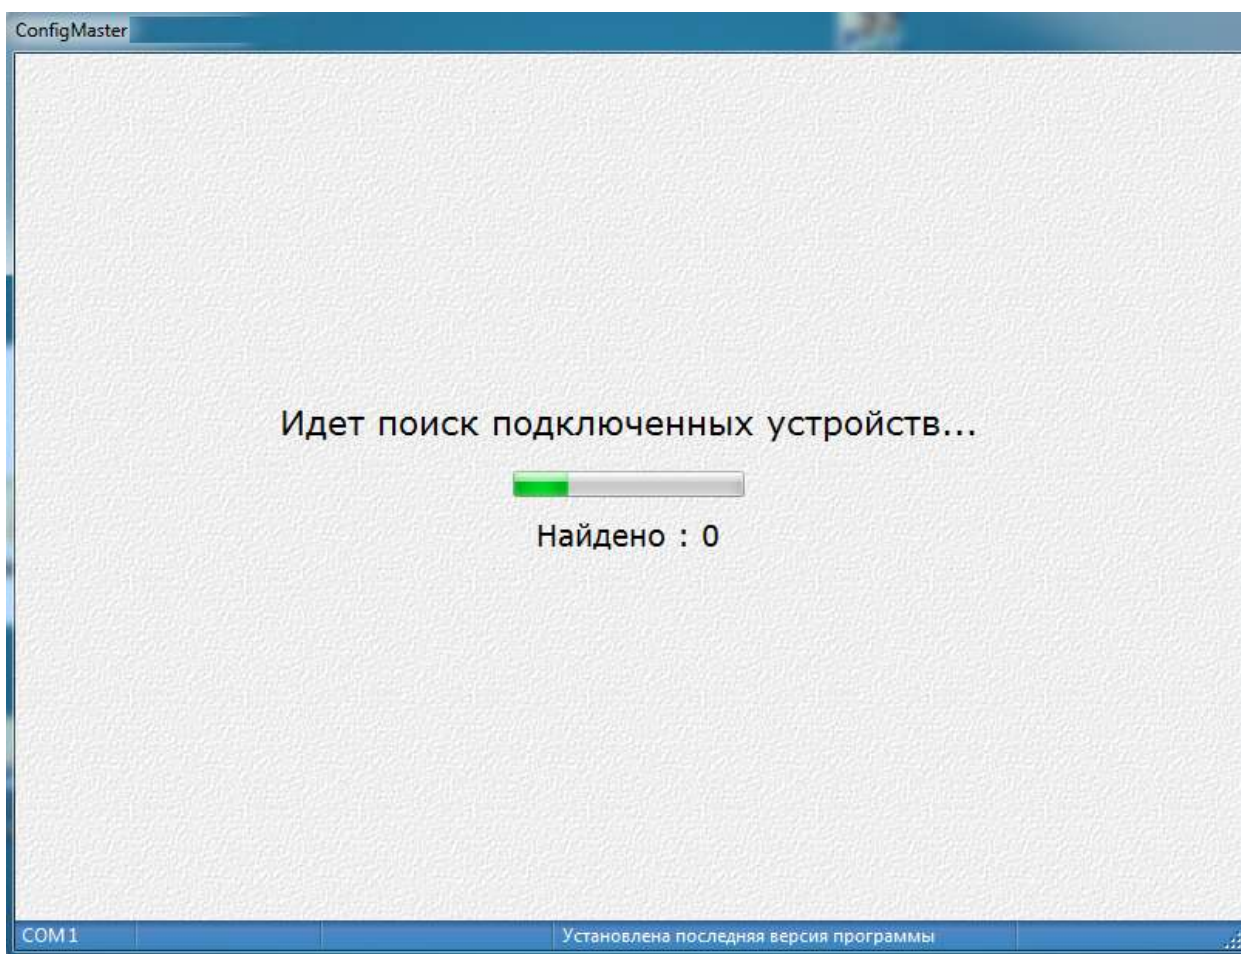 ConfigMaster
Идет поиск подключенных устройств...
Найдено : 0
COM1 Установлена последняя версия программы